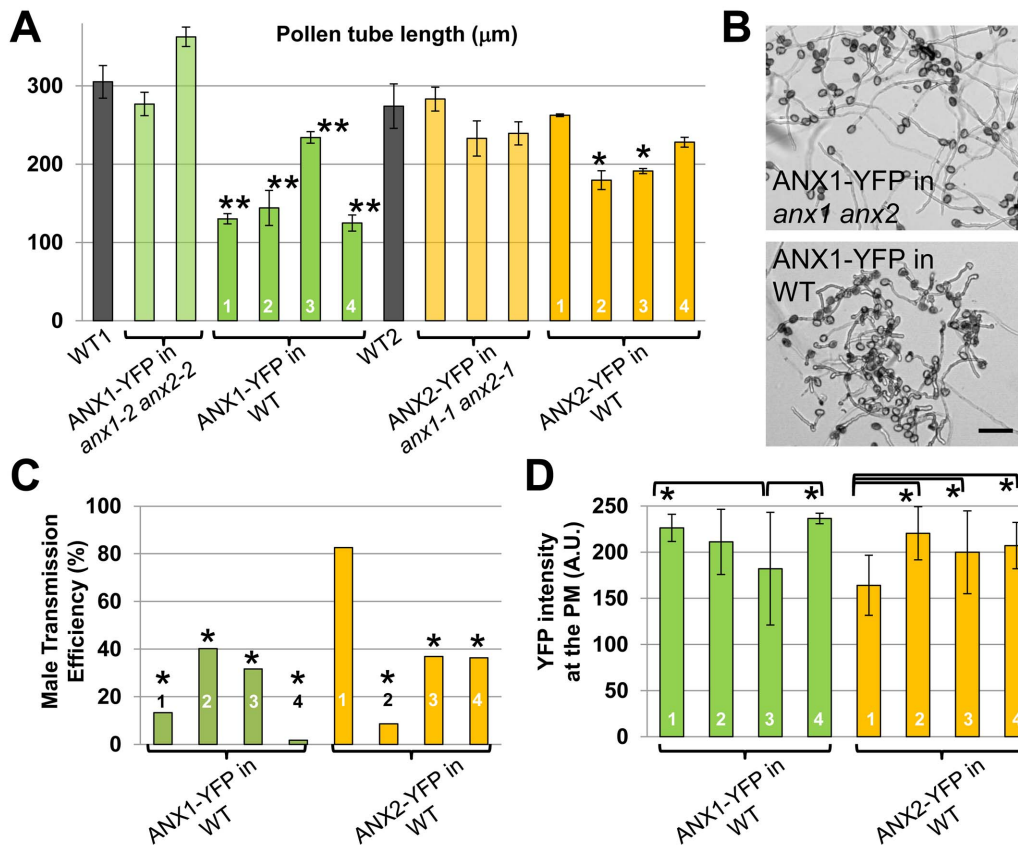 A
Pollen tube length (μm)
300
200
100
0
** ** ** ** * *
1 2 3 4 1 2 3 4
WT1
ANX1-YFP in
anx1-2 anx2-2
ANX1-YFP in
WT
WT2
ANX2-YFP in
anx1-1 anx2-1
ANX2-YFP in
WT
B
ANX1-YFP in
anx1 anx2
ANX1-YFP in
WT
C
Male Transmission
Efficiency (%)
100
80
60
40
20
0
* * * * * * *
1 2 3 4 1 2 3 4
ANX1-YFP in
WT
ANX2-YFP in
WT
D
YFP intensity
at the PM (A.U.)
250
200
150
100
50
0
* * * * *
1 2 3 4 1 2 3 4
ANX1-YFP in
WT
ANX2-YFP in
WT